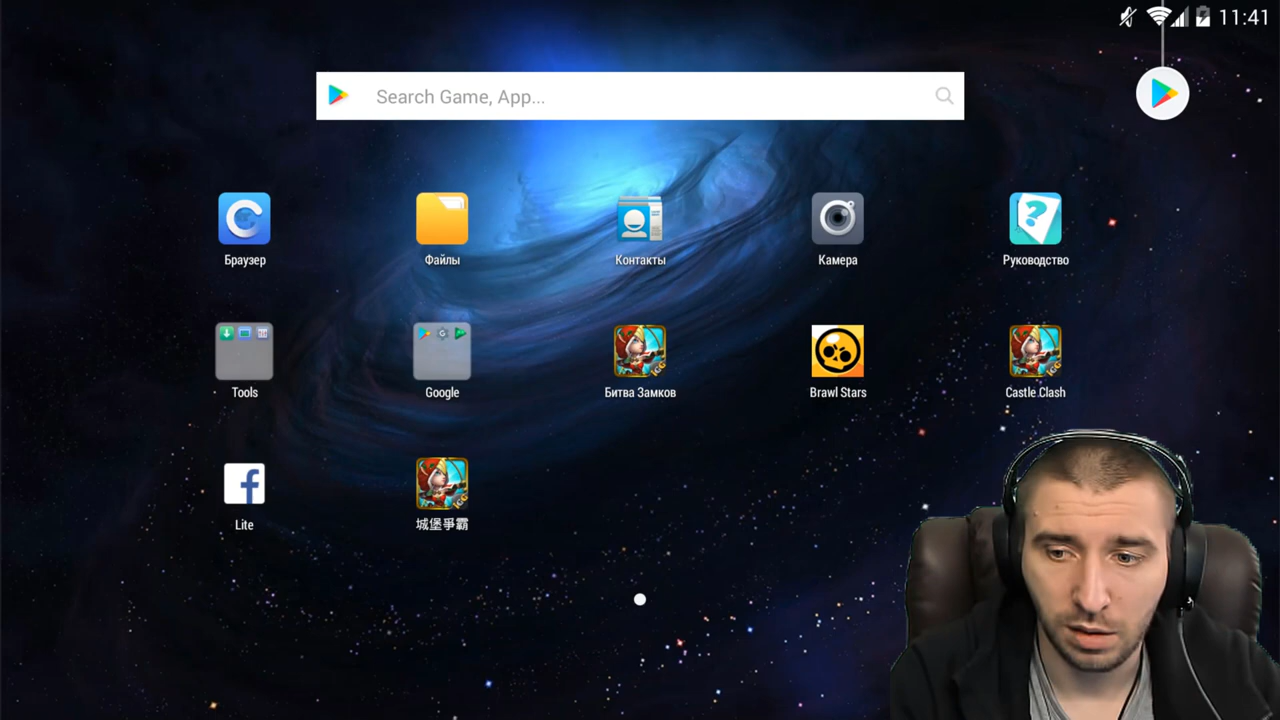 11:41
Search Game, App...
Браузер
Файлы
Контакты
Камера
Руководство
Tools
Google
Битва Замков
Brawl Stars
Castle Clash
Lite
城堡爭霸